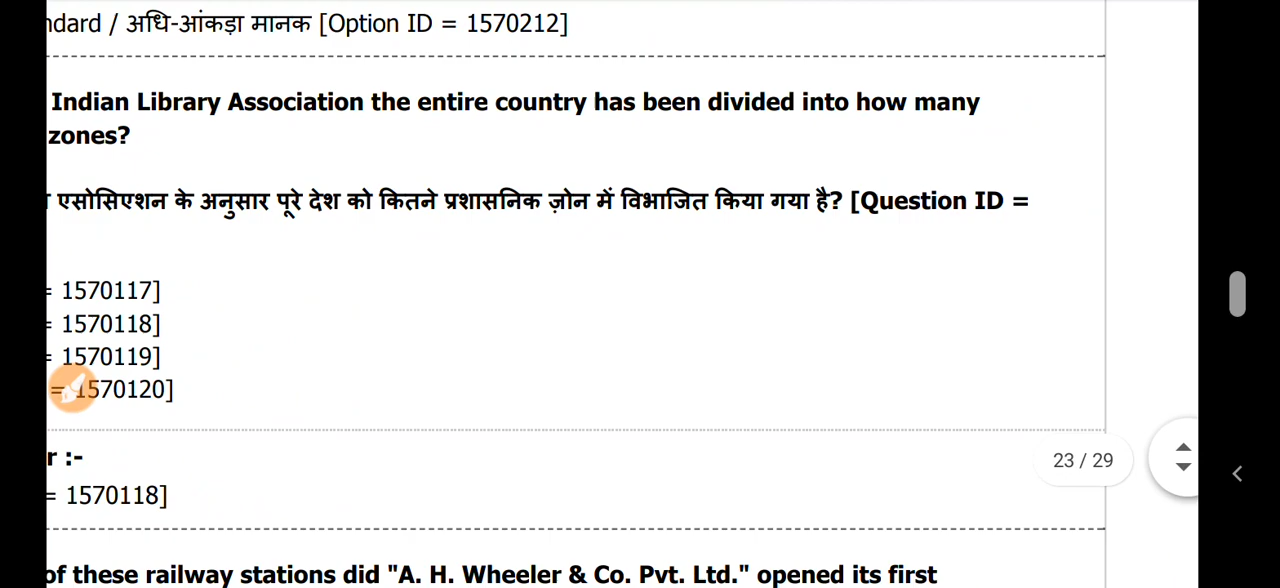 ndard / अधि-आंकड़ा मानक [Option ID = 1570212]
Indian Library Association the entire country has been divided into how many
zones?
एसोसिएशन के अनुसार पूरे देश को कितने प्रशासनिक ज़ोन में विभाजित किया गया है? [Question ID =
= 1570117]
= 1570118]
= 1570119]
= 1570120]
r :-
= 1570118]
23 / 29
of these railway stations did "A. H. Wheeler & Co. Pvt. Ltd." opened its first